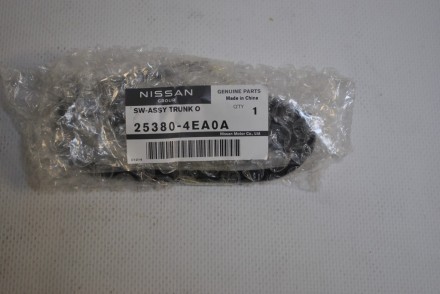 NISSAN
GROUP
GENUINE PARTS
Made in China
SW-ASSY TRUNK O
QTY
1
25380-4EA0A
Nissan Motor Co., Ltd.